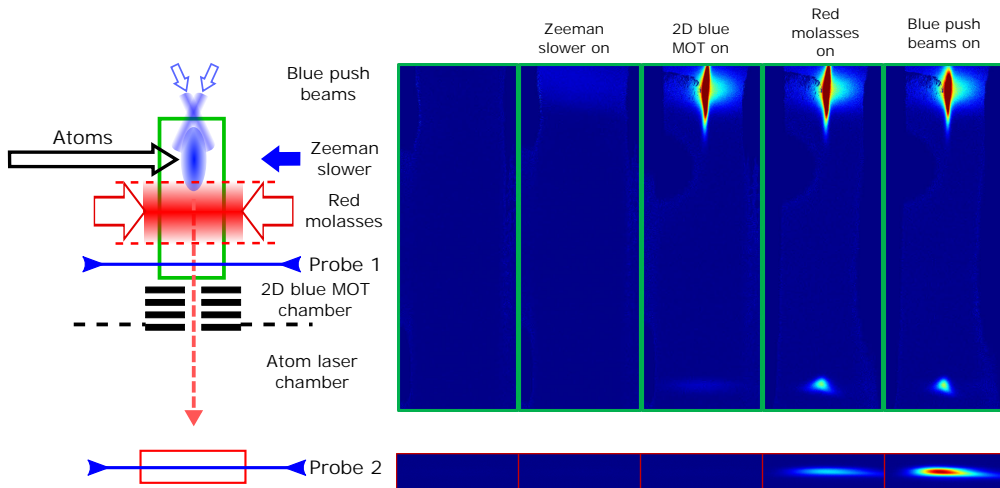 Blue push
beams
Atoms
Zeeman
slower
Red
molasses
Probe 1
2D blue MOT
chamber
Atom laser
chamber
Probe 2
Zeeman
slower on
2D blue
MOT on
Red
molasses
on
Blue push
beams on